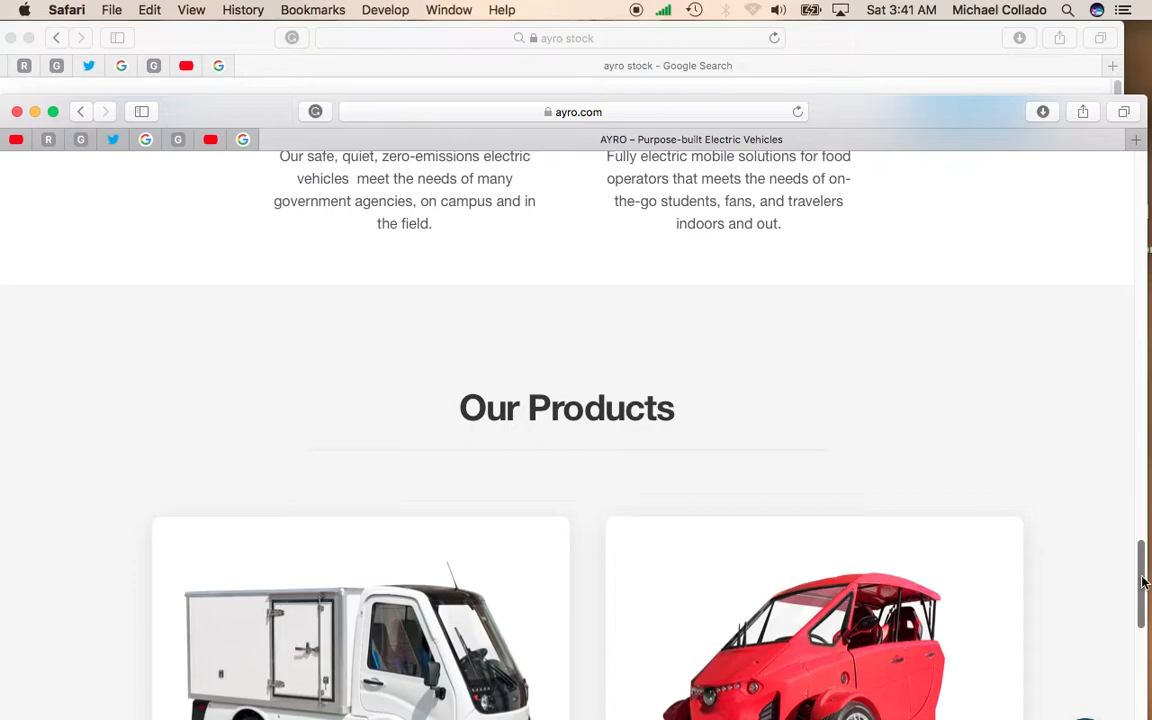 Safari File Edit View History Bookmarks Develop Window Help Sat 3:41 AM Michael Collado
ayro stock
R G G G G
ayro stock - Google Search
ayro.com
R G G G G
AYRO – Purpose-built Electric Vehicles
Our safe, quiet, zero-emissions electric
vehicles meet the needs of many
government agencies, on campus and in
the field.
Fully electric mobile solutions for food
operators that meets the needs of on-
the-go students, fans, and travelers
indoors and out.
Our Products